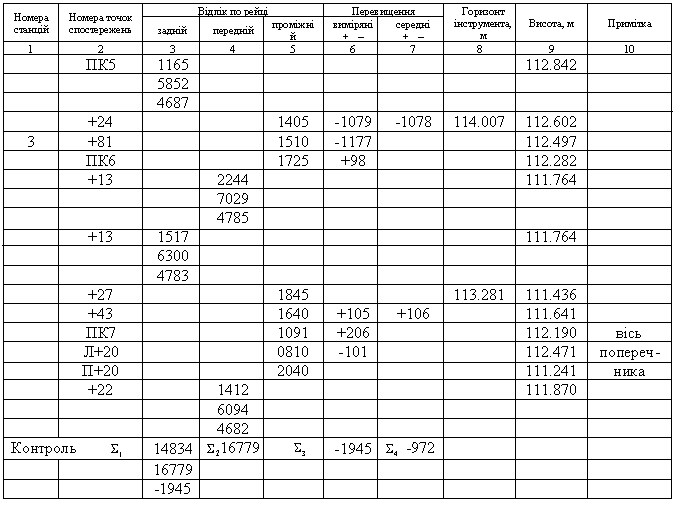 Номера станцій Номера точок спостережень Відлік по рейці Перевищення Горизонт інструмента, м Висота, м Примітка
задній передній проміжний виміряні + – середні + –
1 2 3 4 5 6 7 8 9 10
ПК5 1165 112.842
5852
4687
+24 1405 -1079 -1078 114.007 112.602
3 +81 1510 -1177 112.497
ПК6 1725 +98 112.282
+13 2244 111.764
7029
4785
+13 1517 111.764
6300
4783
+27 1845 113.281 111.436
+43 1640 +105 +106 111.641
ПК7 1091 +206 112.190 вісь
Л+20 0810 -101 112.471 попереч-
П+20 2040 111.241 ника
+22 1412 111.870
6094
4682
Контроль Σ1 14834 Σ2 16779 Σ3 -1945 Σ4 -972
16779
-1945